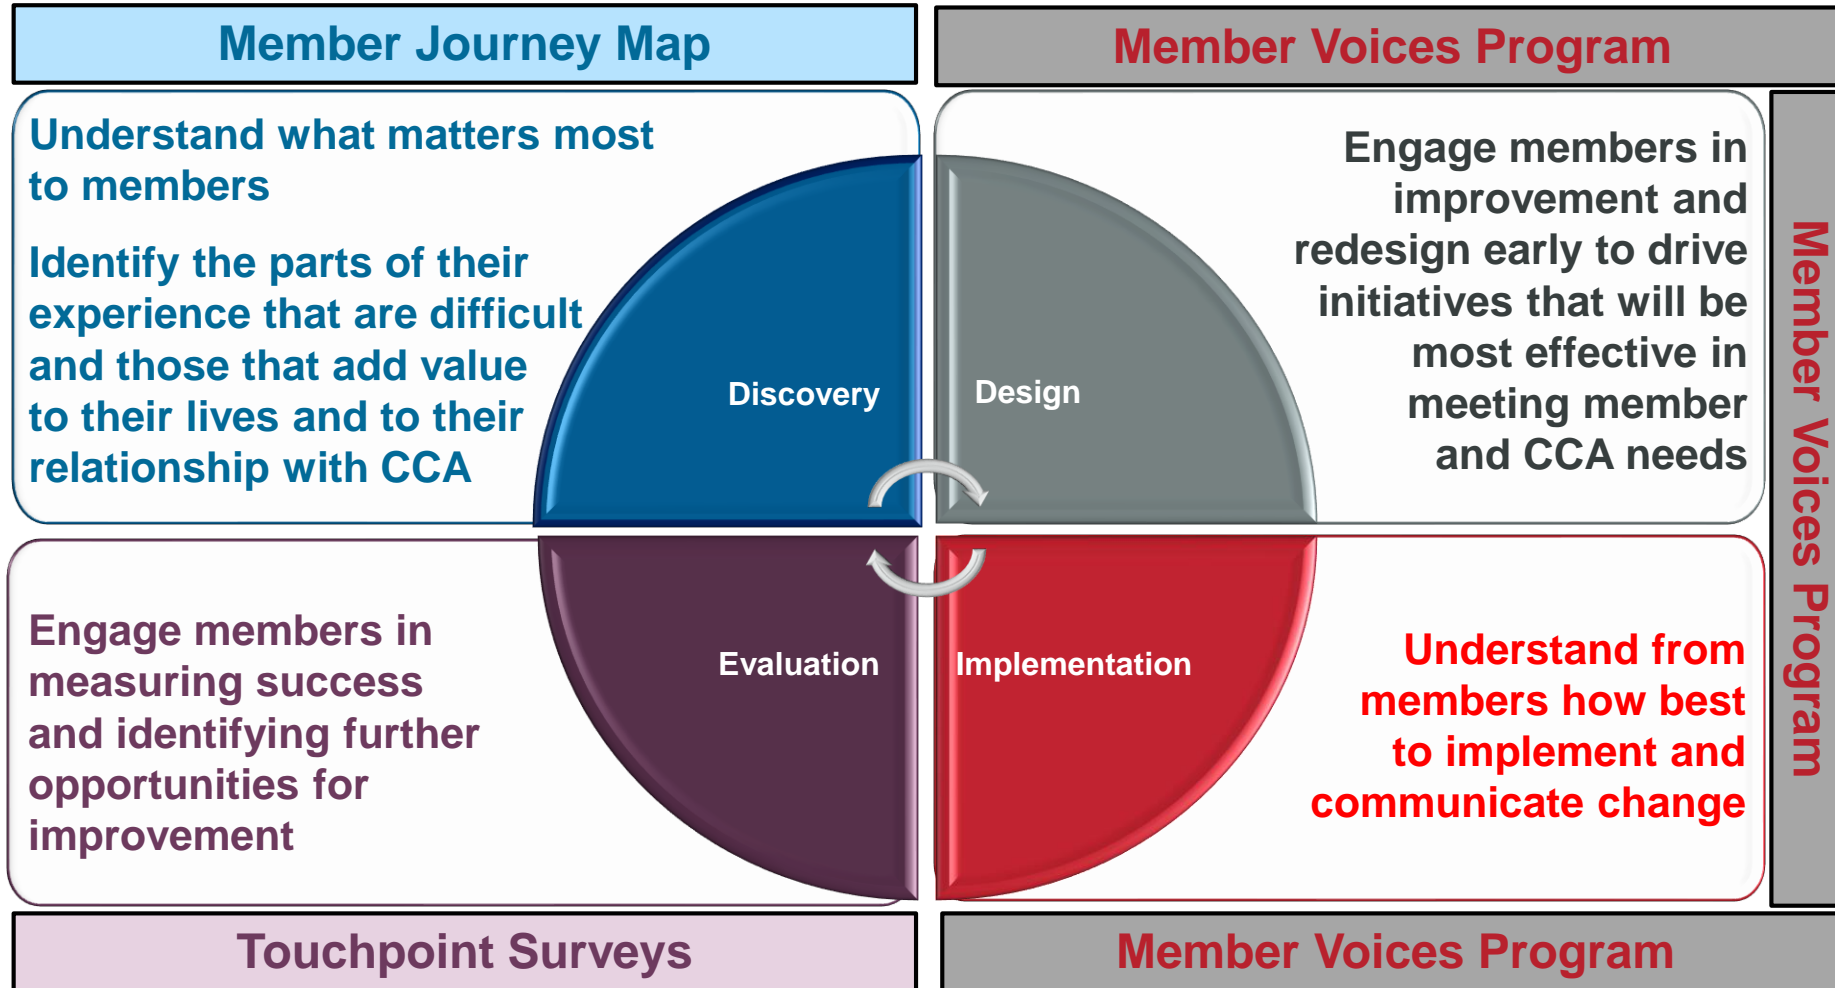 Member Journey Map
Member Voices Program
Understand what matters most
to members
Identify the parts of their
experience that are difficult
and those that add value
to their lives and to their
relationship with CCA
Discovery
Design
Engage members in
improvement and
redesign early to drive
initiatives that will be
most effective in
meeting member
and CCA needs
Member Voices Program
Engage members in
measuring success
and identifying further
opportunities for
improvement
Evaluation
Implementation
Understand from
members how best
to implement and
communicate change
Touchpoint Surveys
Member Voices Program